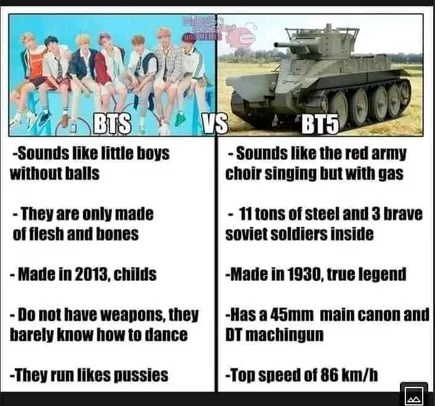 BTS VS BT5
-Sounds like little boys
without balls
- They are only made
of flesh and bones
- Made in 2013, childs
- Do not have weapons, they
barely know how to dance
-They run likes pussies
- Sounds like the red army
choir singing but with gas
- 11 tons of steel and 3 brave
soviet soldiers inside
-Made in 1930, true legend
-Has a 45mm main canon and
DT machingun
-Top speed of 86 km/h